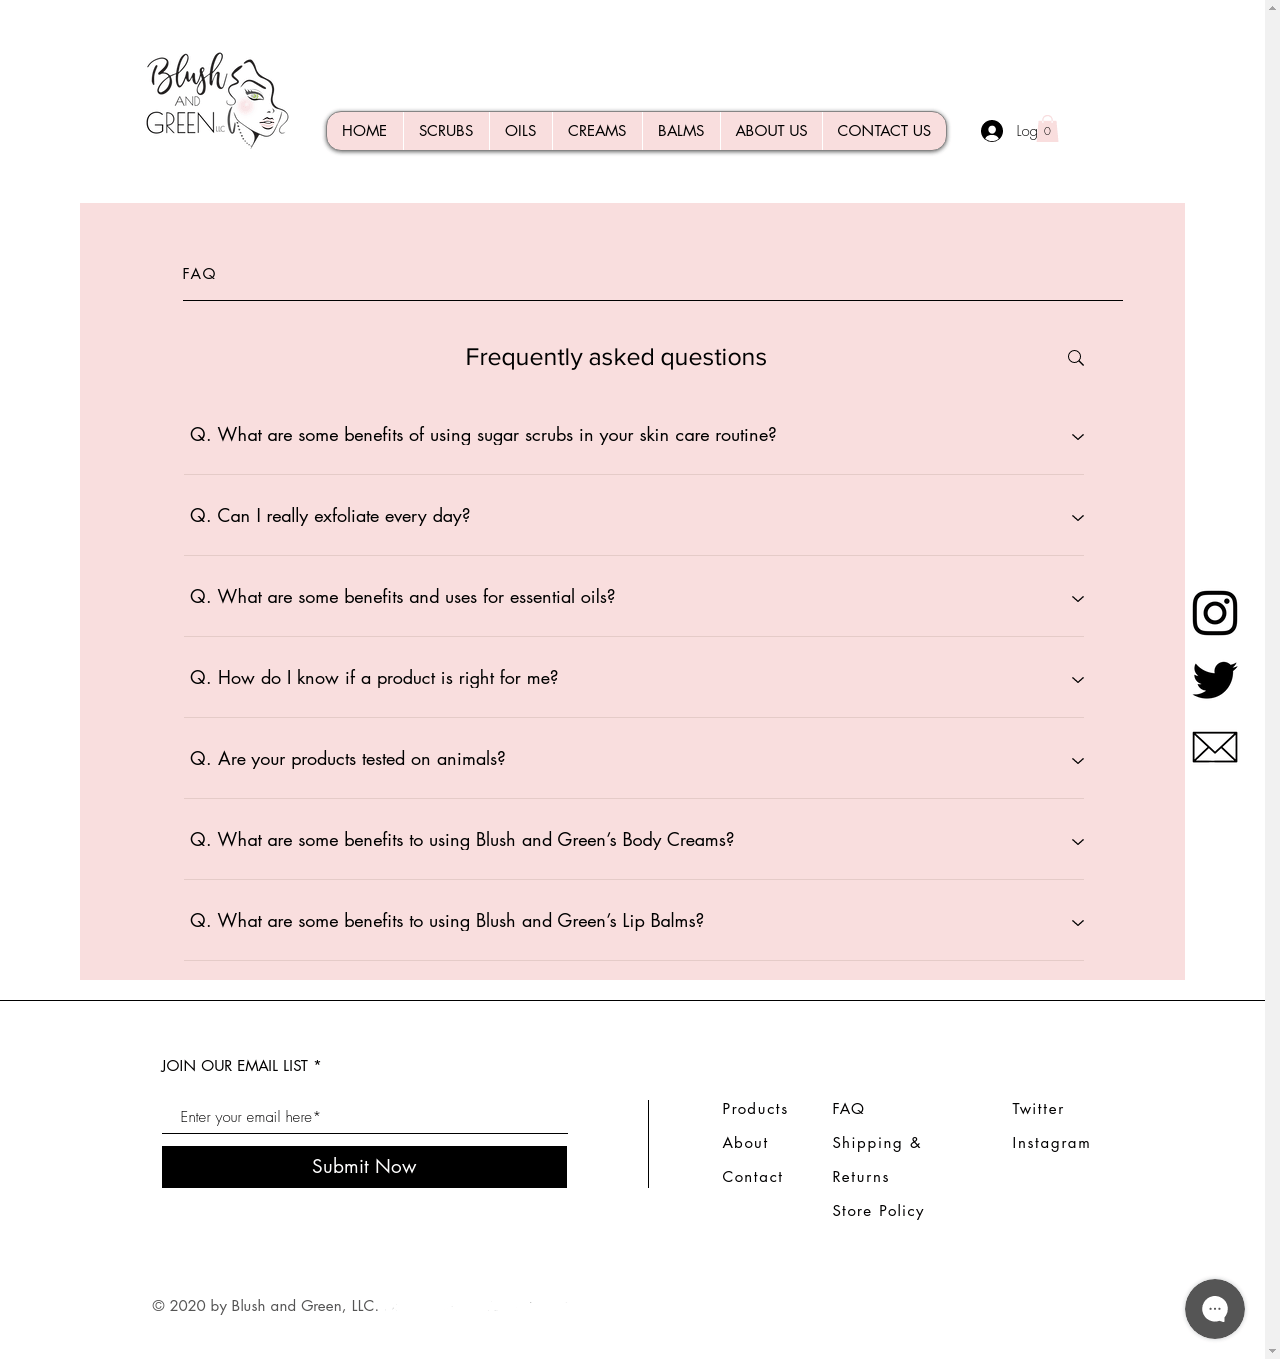 Blush
AND
GREEN LLC
HOME SCRUBS OILS CREAMS BALMS ABOUT US CONTACT US
Log 0
FAQ
Frequently asked questions
Q. What are some benefits of using sugar scrubs in your skin care routine?
Q. Can I really exfoliate every day?
Q. What are some benefits and uses for essential oils?
Q. How do I know if a product is right for me?
Q. Are your products tested on animals?
Q. What are some benefits to using Blush and Green’s Body Creams?
Q. What are some benefits to using Blush and Green’s Lip Balms?
JOIN OUR EMAIL LIST *
Enter your email here*
Submit Now
Products
About
Contact
FAQ
Shipping &
Returns
Store Policy
Twitter
Instagram
© 2020 by Blush and Green, LLC.